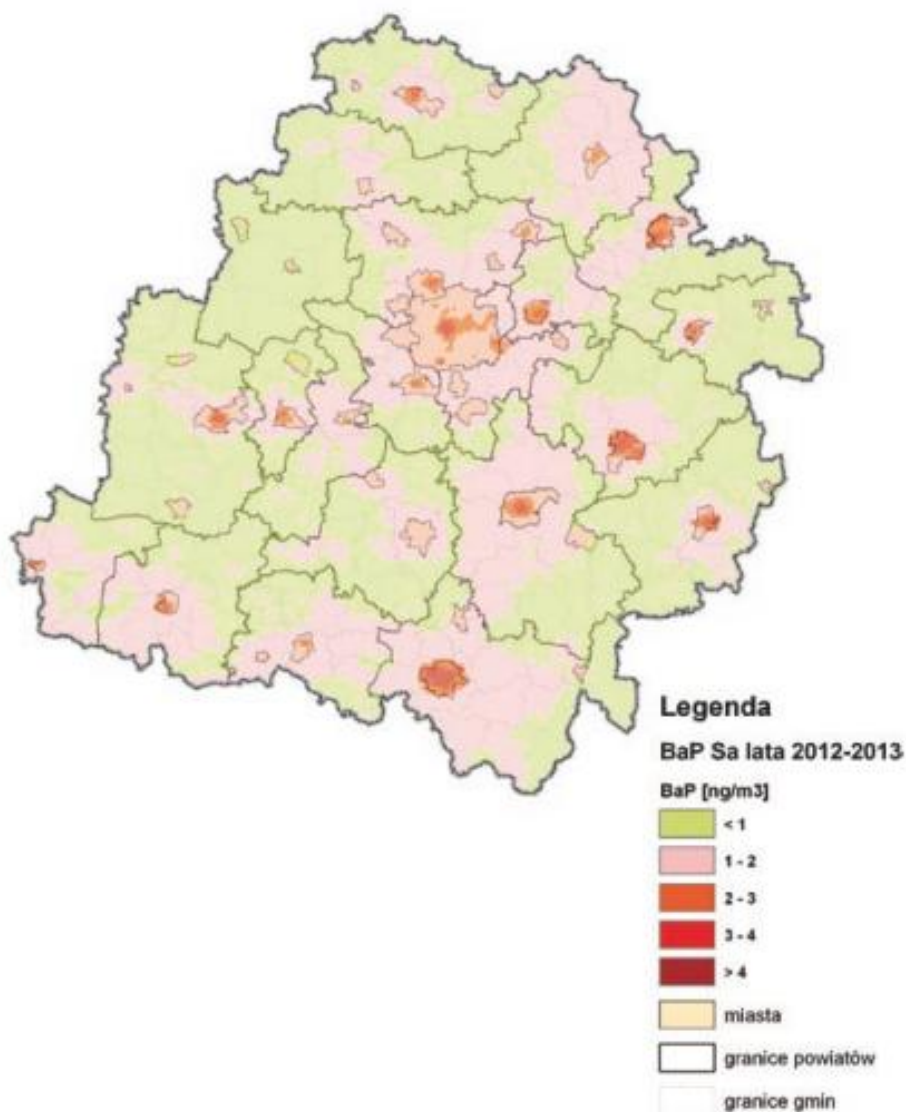 Legenda
BaP Sa lata 2012-2013
BaP [ng/m3]
< 1
1 - 2
2 - 3
3 - 4
> 4
miasta
granice powiatów
granice gmin